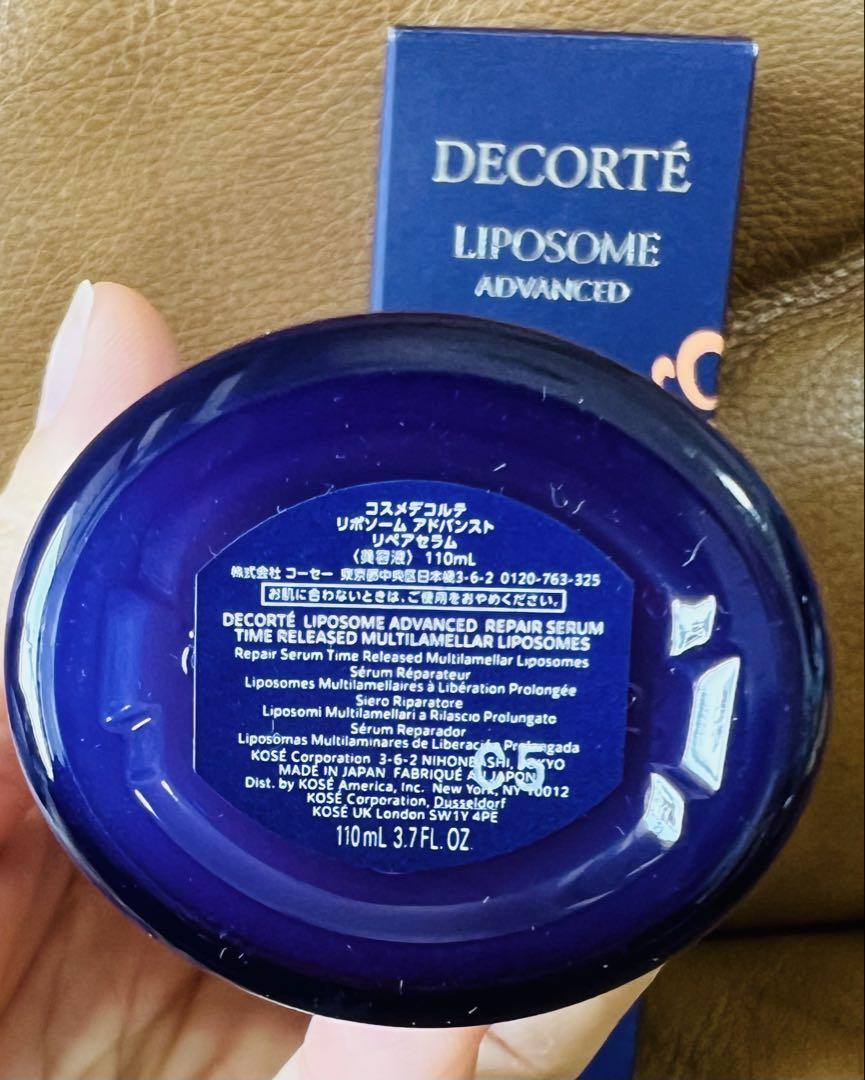 DECORTÉ
LIPOSOME
ADVANCED
コスメデコルテ
リポソーム アドバンスト
リペアセラム
〈美容液〉 110mL
株式会社 コーセー 東京都中央区日本橋3-6-2 0120-763-325
お肌に合わないときは、ご使用をおやめください。
DECORTÉ LIPOSOME ADVANCED REPAIR SERUM
TIME RELEASED MULTILAMELLAR LIPOSOMES
Repair Serum Time Released Multilamellar Liposomes
Sérum Réparateur
Liposomes Multilamellaires à Libération Prolongée
Siero Riparatore
Liposomi Multilamellari a Rilascio Prolungato
Sérum Reparador
Liposomas Multilaminares de Liberación Prolongada
KOSÉ Corporation 3-6-2 NIHONBASHI, TOKYO
MADE IN JAPAN FABRIQUÉ AU JAPON
Dist. by KOSÉ America, Inc. New York, NY 10012
KOSÉ Corporation, Dusseldorf
KOSÉ UK London SW1Y 4PE
110mL 3.7FL.OZ.